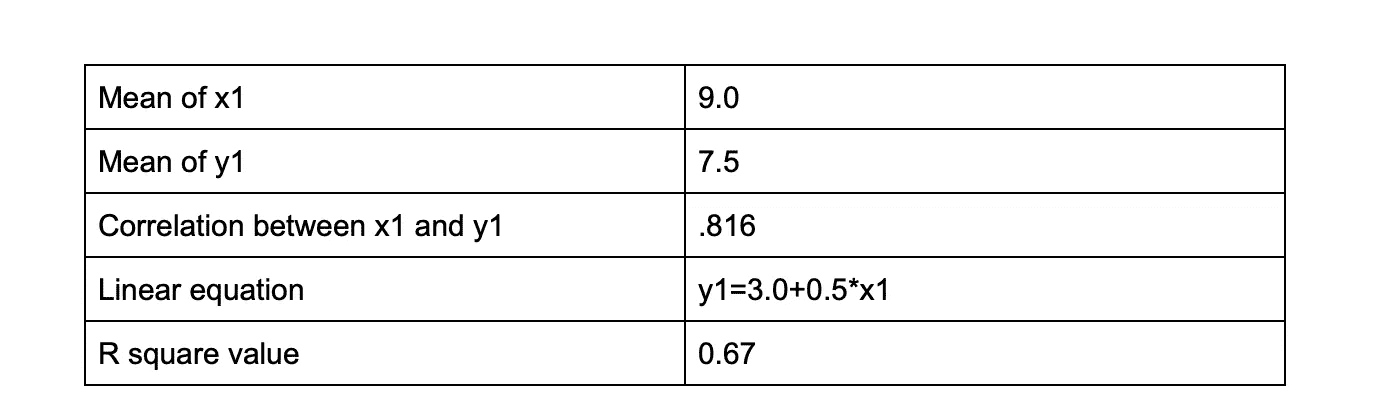 Mean of x1 9.0
Mean of y1 7.5
Correlation between x1 and y1 .816
Linear equation y1=3.0+0.5*x1
R square value 0.67